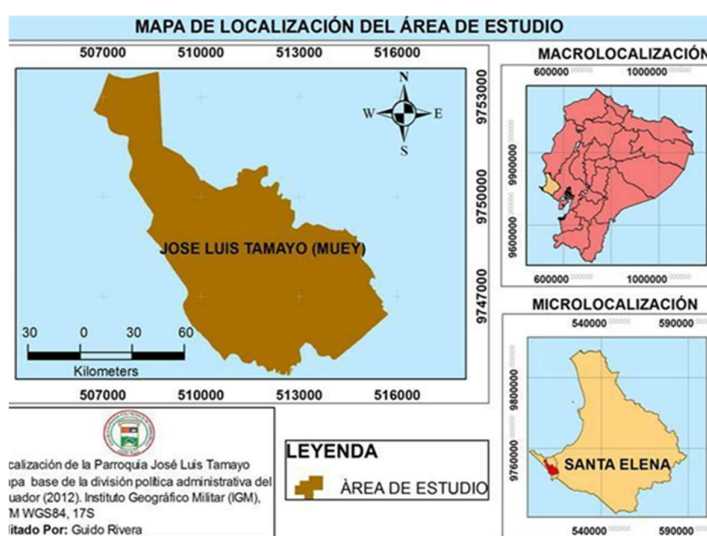 MAPA DE LOCALIZACIÓN DEL ÁREA DE ESTUDIO
507000 510000 513000 516000
9753000
9750000
9747000
N
W E
S
JOSE LUIS TAMAYO (MUEY)
30 0 30 60
Kilometers
507000 510000 513000 516000
MACROLOCALIZACIÓN
600000 1000000
9900000
9600000
600000 1000000
MICROLOCALIZACIÓN
540000 590000
9800000
9760000
SANTA ELENA
540000 590000
calización de la Parroquia José Luis Tamayo
apa base de la división política administrativa del
uador (2012). Instituto Geográfico Militar (IGM),
TM WGS84, 17S
litado Por: Guido Rivera
LEYENDA
ÀREA DE ESTUDIO